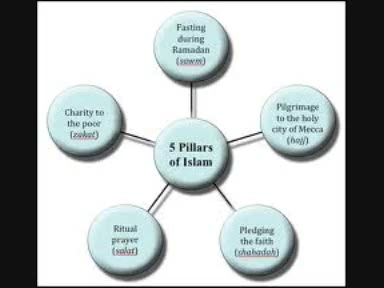 Fasting
during
Ramadan
(sawm)
Charity to
the poor
(zakat)
Pilgrimage
to the holy
city of Mecca
(hajj)
5 Pillars
of Islam
Ritual
prayer
(salat)
Pledging
the faith
(shahadah)